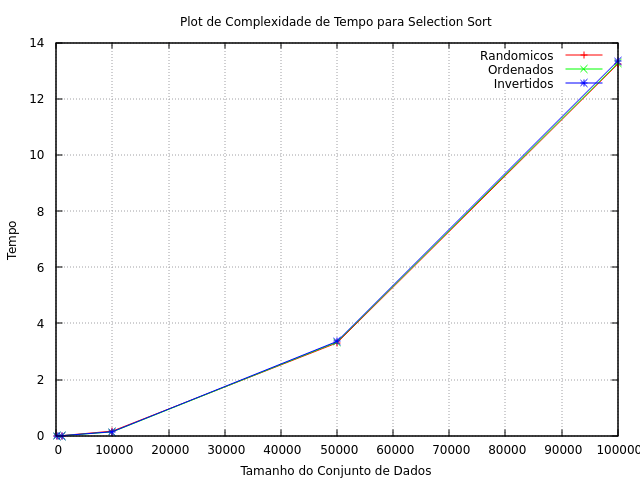 Plot de Complexidade de Tempo para Selection Sort
14
12
10
8
6
4
2
0
Tempo
Randomicos
Ordenados
Invertidos
0 10000 20000 30000 40000 50000 60000 70000 80000 90000 100000
Tamanho do Conjunto de Dados